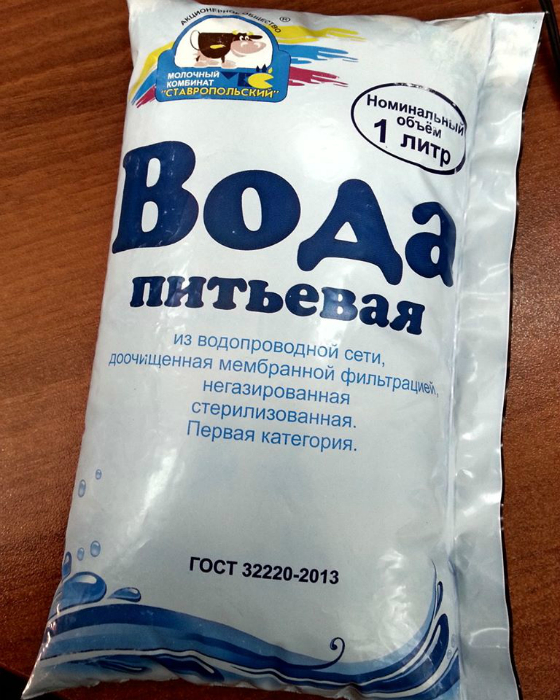 АКЦИОНЕРНОЕ ОБЩЕСТВО ®
МОЛОЧНЫЙ
КОМБИНАТ
"СТАВРОПОЛЬСКИЙ"
Номинальный
объём
1 литр
Вода
питьевая
из водопроводной сети,
доочищенная мембранной фильтрацией,
негазированная
стерилизованная.
Первая категория.
ГОСТ 32220-2013